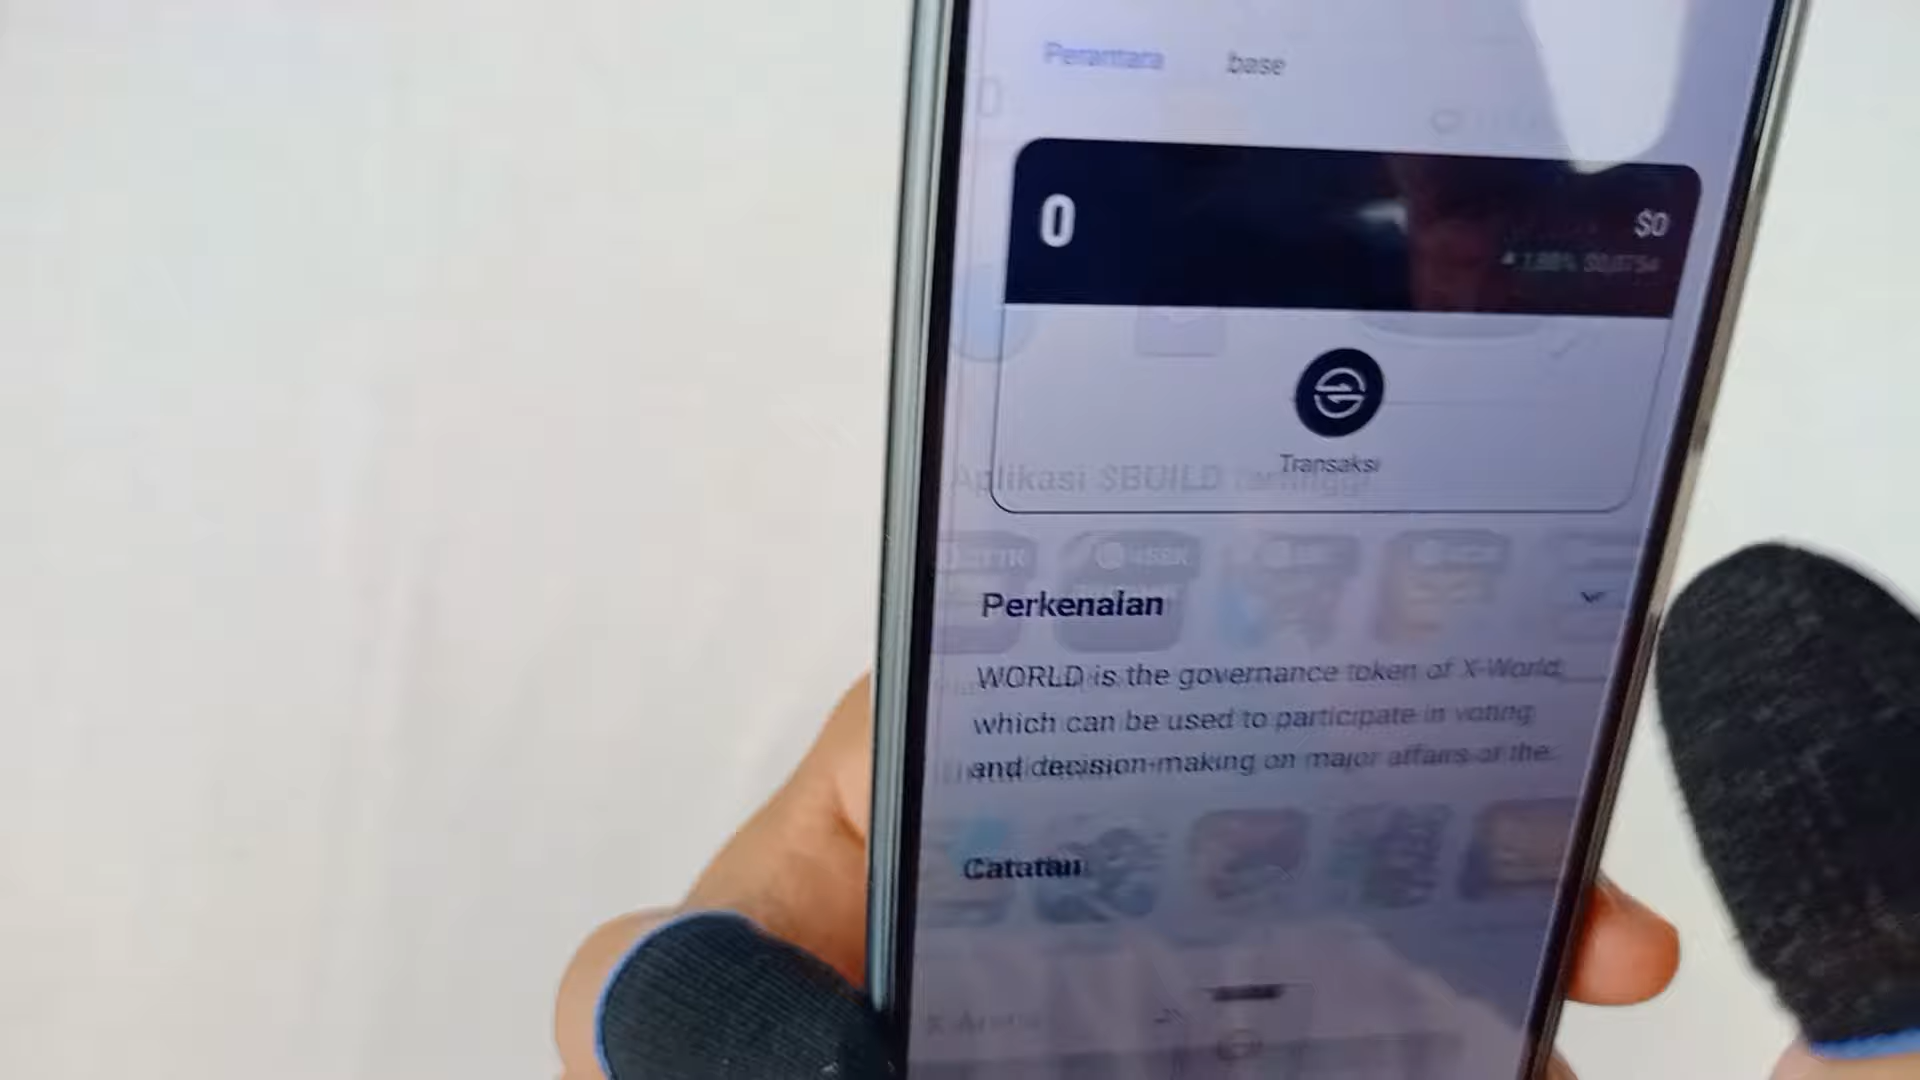 Perantara base
0
$0
Transaksi
Aplikasi $BUILD tertinggi
Perkenalan
WORLD is the governance token of X-World,
which can be used to participate in voting
and decision-making on major affairs of the
Catatan